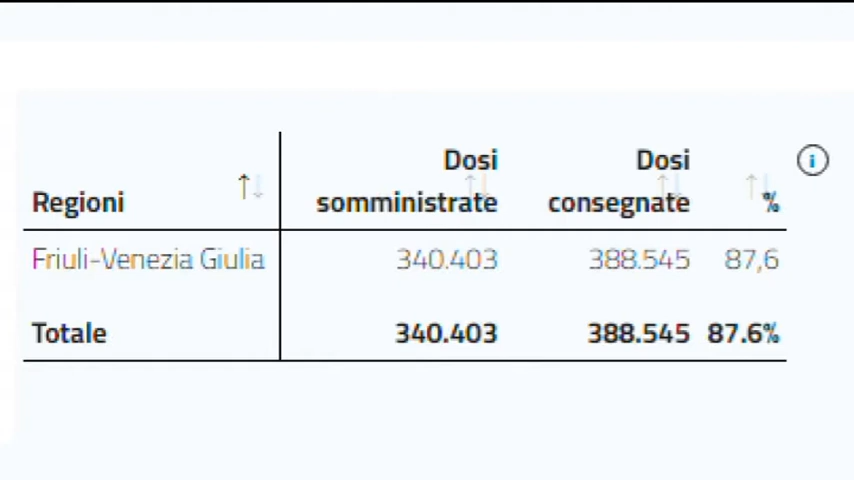 Regioni Dosi somministrate Dosi consegnate %
Friuli-Venezia Giulia 340.403 388.545 87,6
Totale 340.403 388.545 87.6%